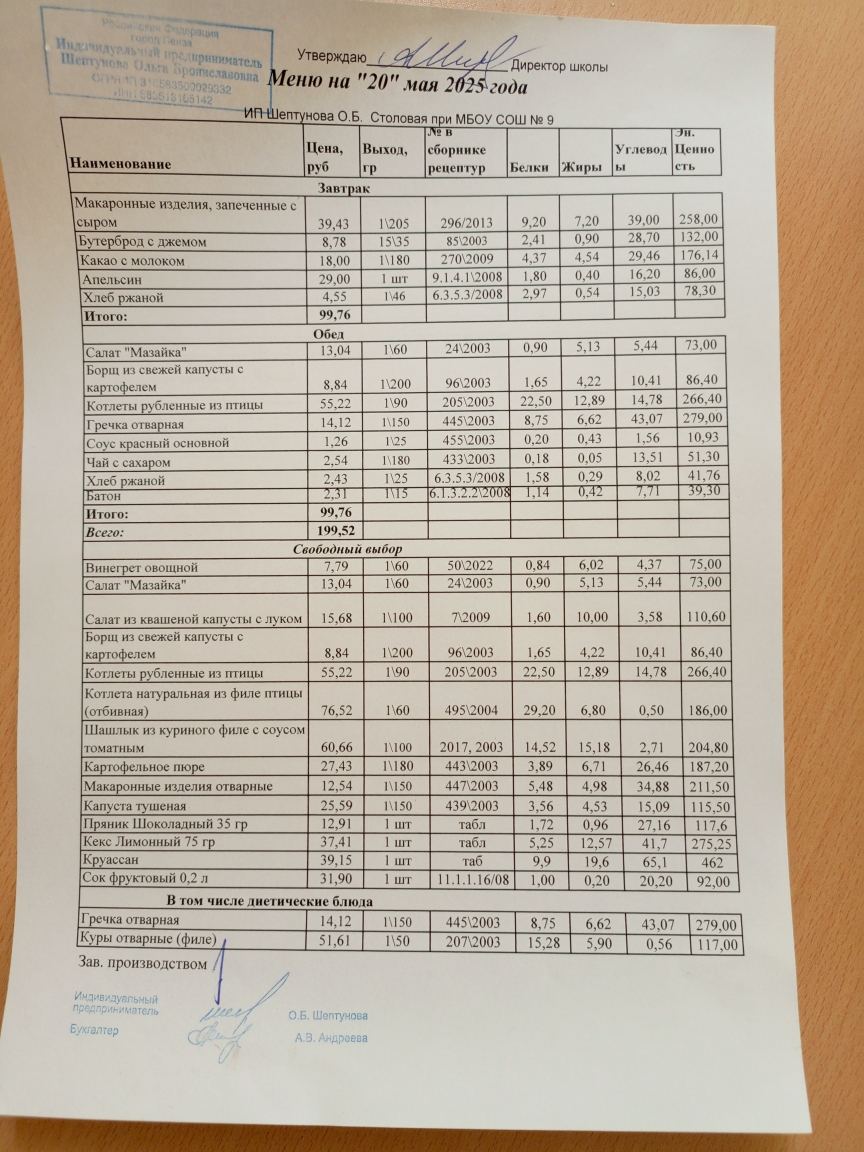 Российская Федерация
город Пенза
Индивидуальный предприниматель
Шептунова Ольга Брониславовна
Утверждаю Директор школы
Меню на "20" мая 2025 года
ИП Шептунова О.Б. Столовая при МБОУ СОШ № 9
Наименование Цена, руб Выход, гр № в сборнике рецептур Белки Жиры Углеводы Эн. Ценность
Завтрак
Макаронные изделия, запеченные с
сыром 39,43 1\205 296/2013 9,20 7,20 39,00 258,00
Бутерброд с джемом 8,78 15\35 85\2003 2,41 0,90 28,70 132,00
Какао с молоком 18,00 1\180 270\2009 4,37 4,54 29,46 176,14
Апельсин 29,00 1 шт 9.1.4.1\2008 1,80 0,40 16,20 86,00
Хлеб ржаной 4,55 1\46 6.3.5.3/2008 2,97 0,54 15,03 78,30
Итого: 99,76
Обед
Салат "Мазайка" 13,04 1\60 24\2003 0,90 5,13 5,44 73,00
Борщ из свежей капусты с
картофелем 8,84 1\200 96\2003 1,65 4,22 10,41 86,40
Котлеты рубленные из птицы 55,22 1\90 205\2003 22,50 12,89 14,78 266,40
Гречка отварная 14,12 1\150 445\2003 8,75 6,62 43,07 279,00
Соус красный основной 1,26 1\25 455\2003 0,20 0,43 1,56 10,93
Чай с сахаром 2,54 1\180 433\2003 0,18 0,05 13,51 51,30
Хлеб ржаной 2,43 1\25 6.3.5.3/2008 1,58 0,29 8,02 41,76
Батон 2,31 1\15 6.1.3.2.2\2008 1,14 0,42 7,71 39,30
Итого: 99,76
Всего: 199,52
Свободный выбор
Винегрет овощной 7,79 1\60 50\2022 0,84 6,02 4,37 75,00
Салат "Мазайка" 13,04 1\60 24\2003 0,90 5,13 5,44 73,00
Салат из квашеной капусты с луком 15,68 1\100 7\2009 1,60 10,00 3,58 110,60
Борщ из свежей капусты с
картофелем 8,84 1\200 96\2003 1,65 4,22 10,41 86,40
Котлеты рубленные из птицы 55,22 1\90 205\2003 22,50 12,89 14,78 266,40
Котлета натуральная из филе птицы
(отбивная) 76,52 1\60 495\2004 29,20 6,80 0,50 186,00
Шашлык из куриного филе с соусом
томатным 60,66 1\100 2017, 2003 14,52 15,18 2,71 204,80
Картофельное пюре 27,43 1\180 443\2003 3,89 6,71 26,46 187,20
Макаронные изделия отварные 12,54 1\150 447\2003 5,48 4,98 34,88 211,50
Капуста тушеная 25,59 1\150 439\2003 3,56 4,53 15,09 115,50
Пряник Шоколадный 35 гр 12,91 1 шт табл 1,72 0,96 27,16 117,6
Кекс Лимонный 75 гр 37,41 1 шт табл 5,25 12,57 41,7 275,25
Круассан 39,15 1 шт таб 9,9 19,6 65,1 462
Сок фруктовый 0,2 л 31,90 1 шт 11.1.1.16/08 1,00 0,20 20,20 92,00
В том числе диетические блюда
Гречка отварная 14,12 1\150 445\2003 8,75 6,62 43,07 279,00
Куры отварные (филе) 51,61 1\50 207\2003 15,28 5,90 0,56 117,00
Зав. производством
Индивидуальный
предприниматель О.Б. Шептунова
Бухгалтер А.В. Андреева